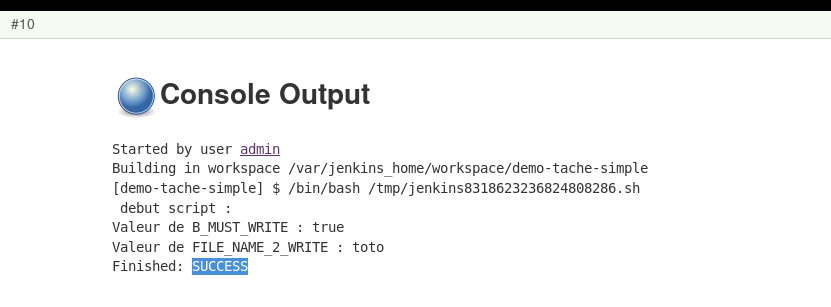 #10
Console Output
Started by user admin
Building in workspace /var/jenkins_home/workspace/demo-tache-simple
[demo-tache-simple] $ /bin/bash /tmp/jenkins8318623236824808286.sh
debut script :
Valeur de B_MUST_WRITE : true
Valeur de FILE_NAME_2_WRITE : toto
Finished: SUCCESS